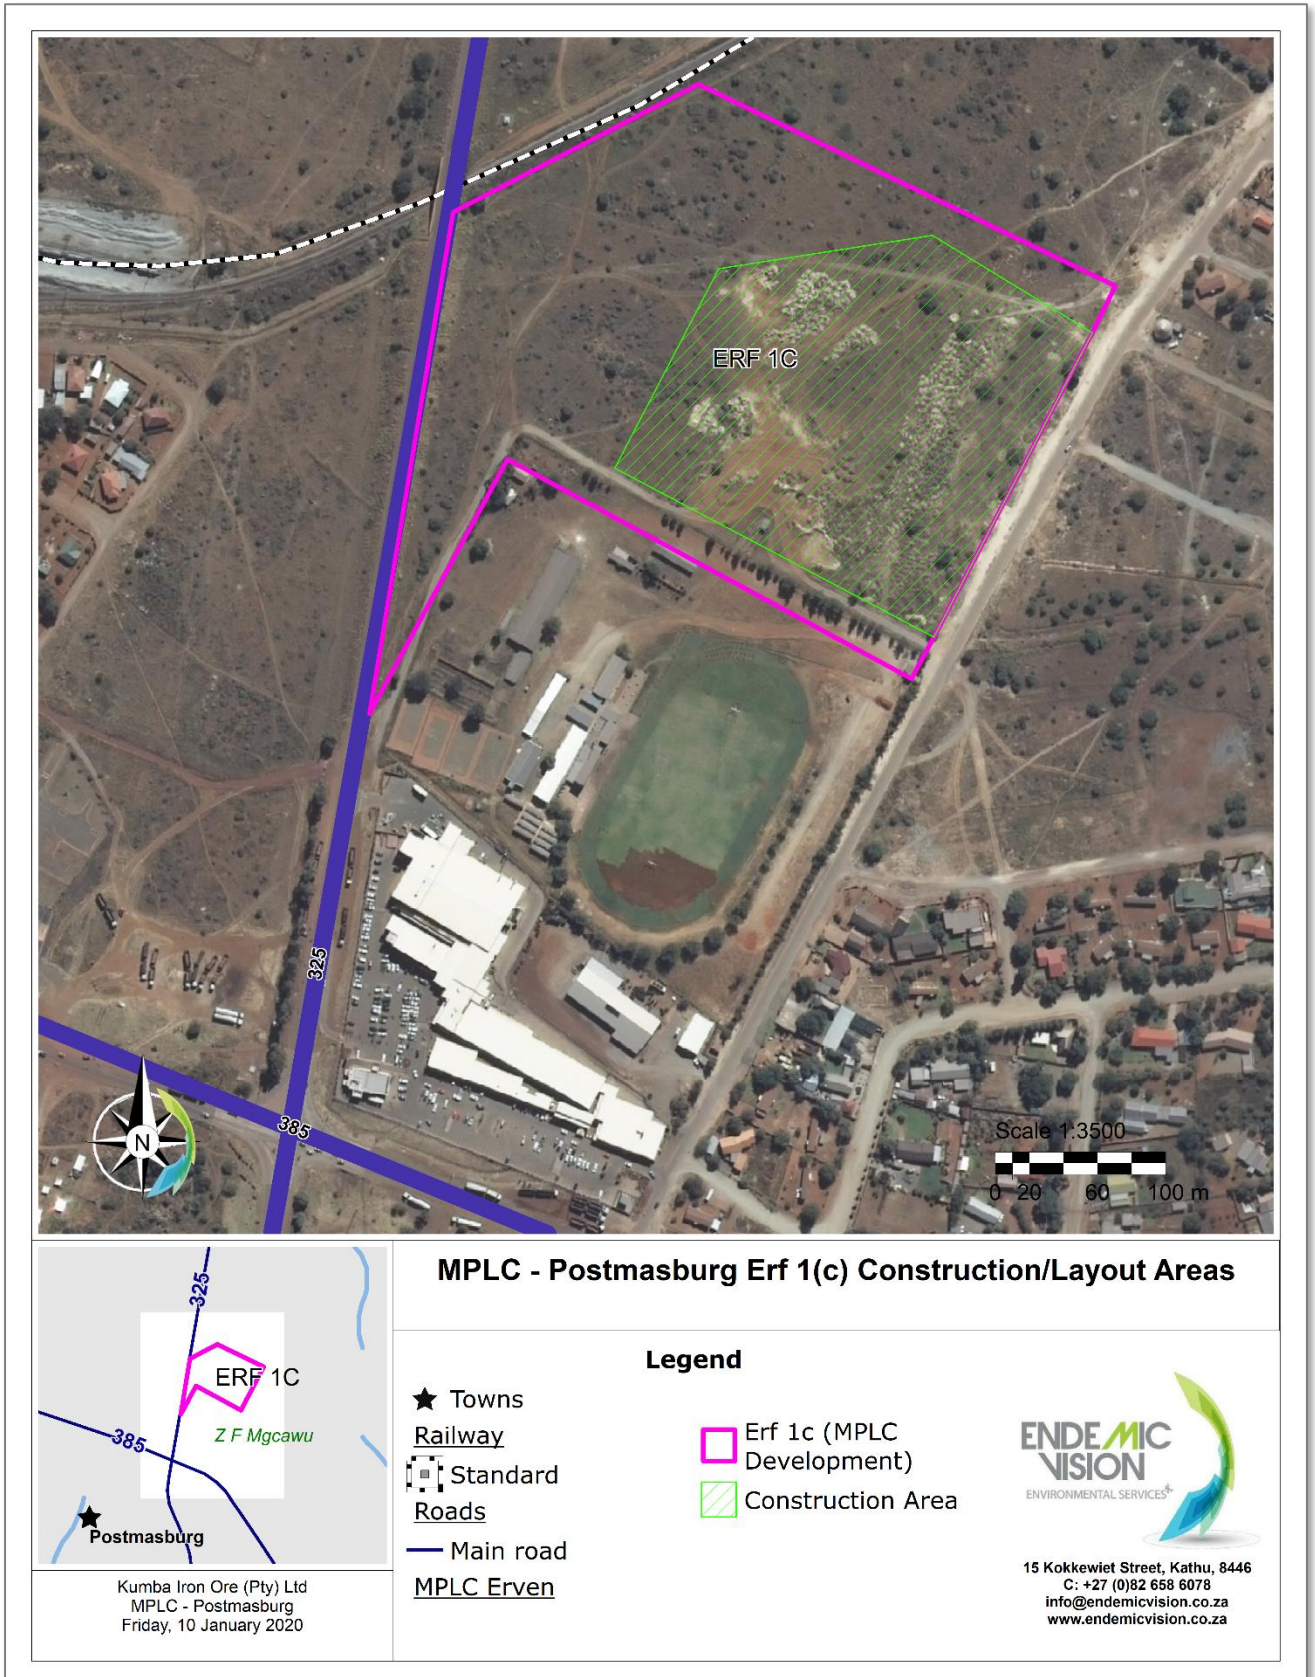 ERF 1C
325
385
N
Scale 1:3500
0 20 60 100 m
325
ERF 1C
Z F Mgcawu
385
Postmasburg
Kumba Iron Ore (Pty) Ltd
MPLC - Postmasburg
Friday, 10 January 2020
MPLC - Postmasburg Erf 1(c) Construction/Layout Areas
Legend
Towns
Railway
Standard
Roads
Main road
MPLC Erven
Erf 1c (MPLC
Development)
Construction Area
ENDEMIC
VISION
ENVIRONMENTAL SERVICES
15 Kokkewiet Street, Kathu, 8446
C: +27 (0)82 658 6078
info@endemicvision.co.za
www.endemicvision.co.za